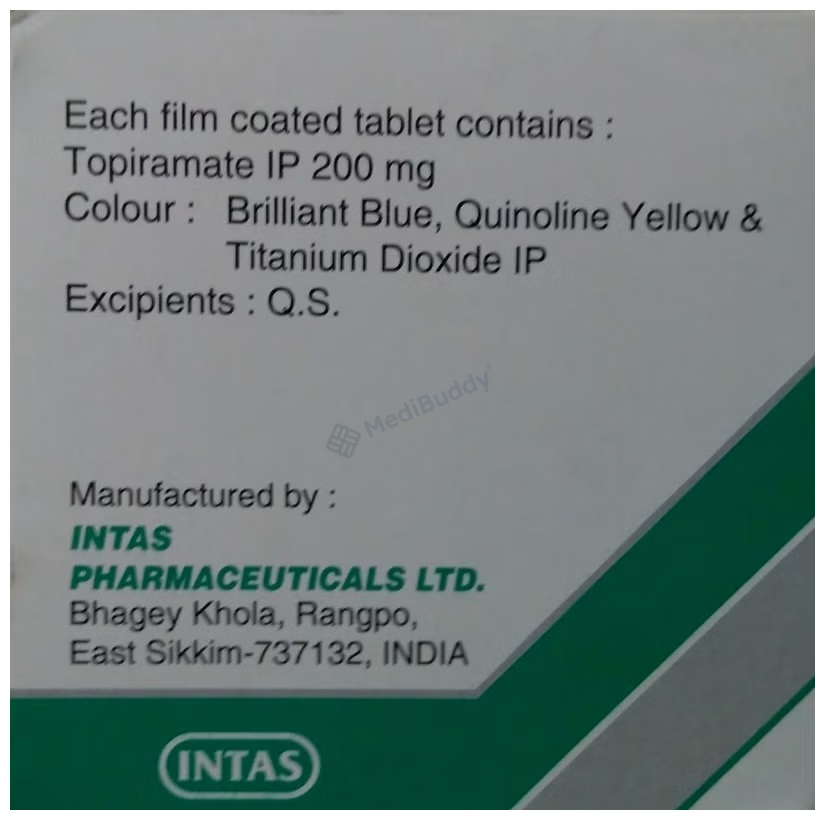 Each film coated tablet contains :
Topiramate IP 200 mg
Colour : Brilliant Blue, Quinoline Yellow &
Titanium Dioxide IP
Excipients : Q.S.
MediBuddy
Manufactured by :
INTAS
PHARMACEUTICALS LTD.
Bhagey Khola, Rangpo,
East Sikkim-737132, INDIA
INTAS